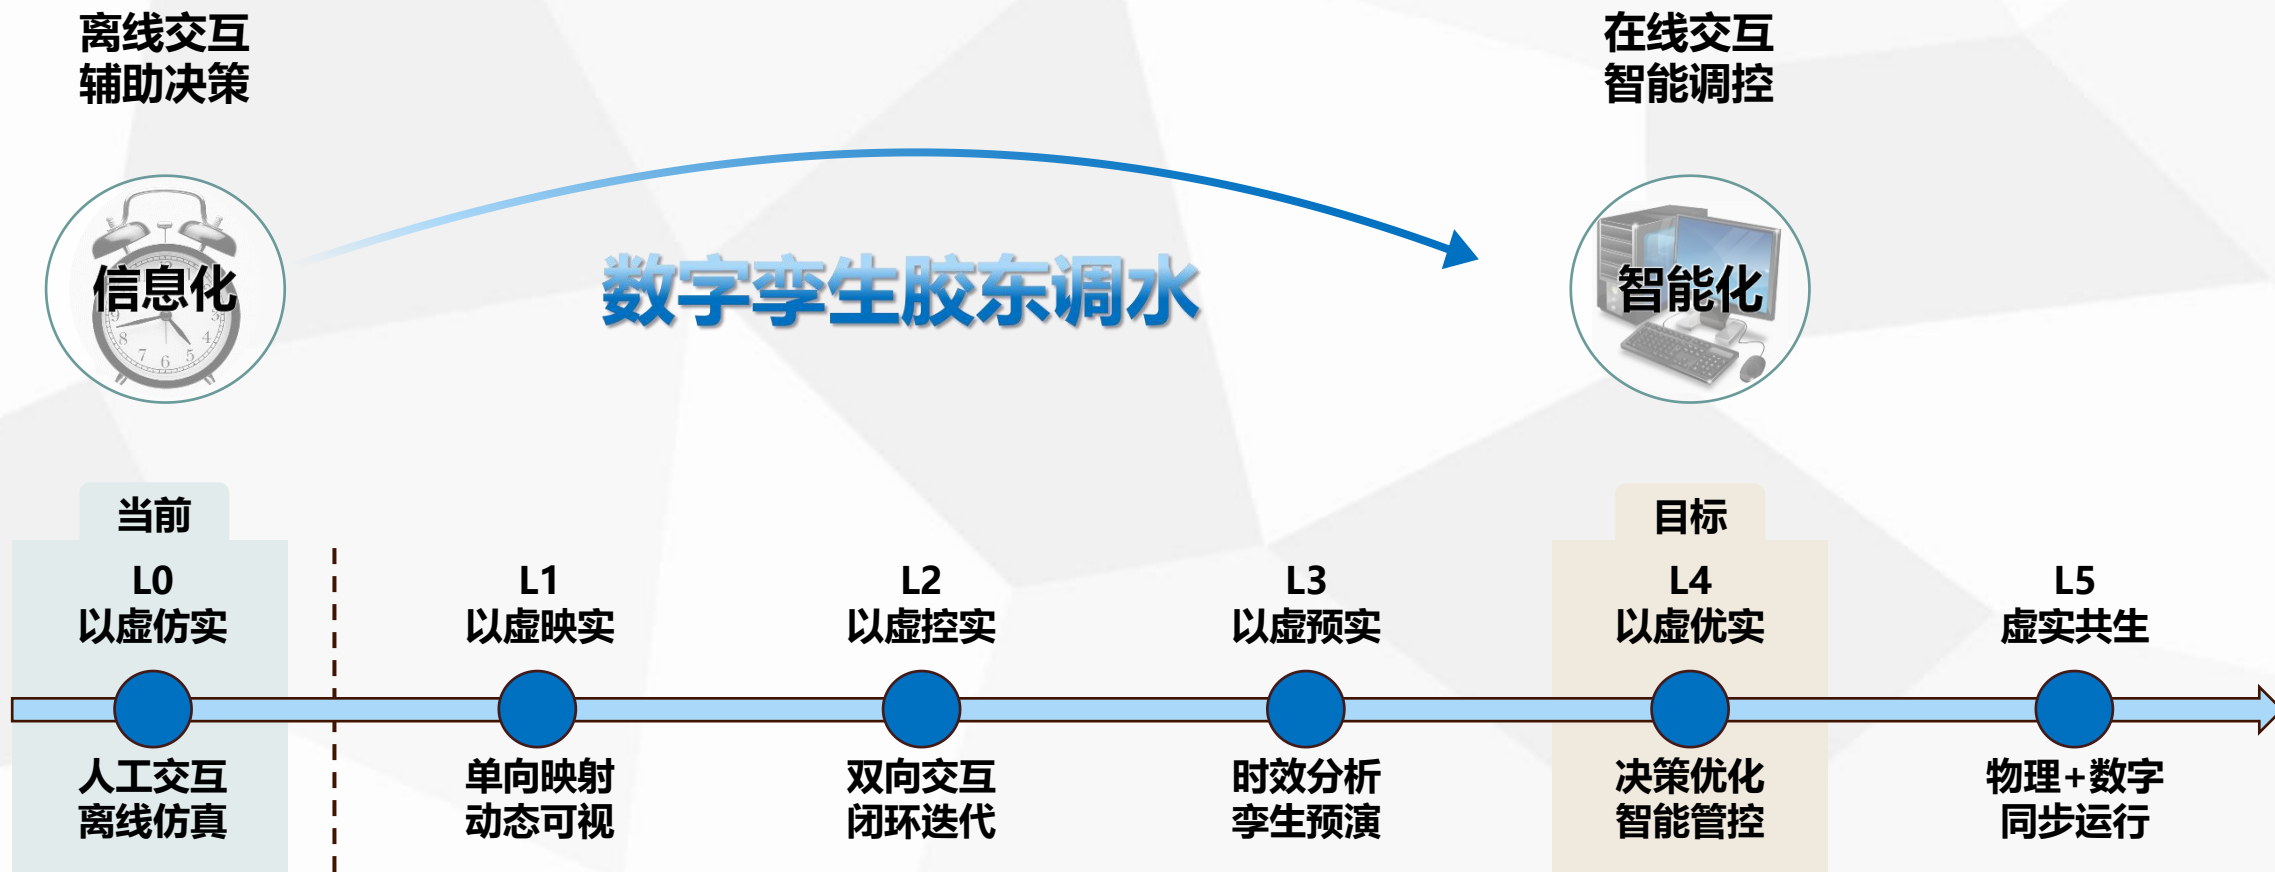 离线交互
辅助决策
在线交互
智能调控
信息化
数字孪生胶东调水
智能化
当前
目标
L0
以虚仿实
L1
以虚映实
L2
以虚控实
L3
以虚预实
L4
以虚优实
L5
虚实共生
人工交互
离线仿真
单向映射
动态可视
双向交互
闭环迭代
时效分析
孪生预演
决策优化
智能管控
物理+数字
同步运行